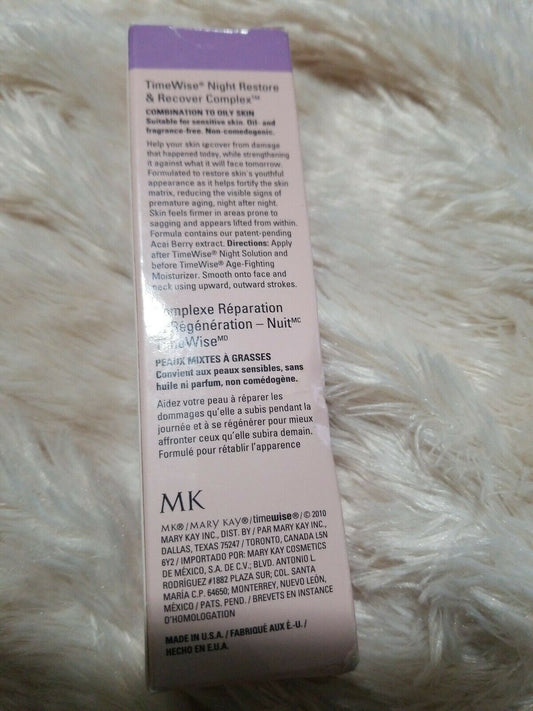 TimeWise® Night Restore
& Recover Complex™
COMBINATION TO OILY SKIN
Suitable for sensitive skin. Oil- and
fragrance-free. Non-comedogenic.
Help your skin recover from damage
that happened today, while strengthening
it against what it will face tomorrow.
Formulated to restore skin's youthful
appearance as it helps fortify the skin
matrix, reducing the visible signs of
premature aging, night after night.
Skin feels firmer in areas prone to
sagging and appears lifted from within.
Formula contains our patent-pending
Acai Berry extract. Directions: Apply
after TimeWise® Night Solution and
before TimeWise® Age-Fighting
Moisturizer. Smooth onto face and
neck using upward, outward strokes.
Complexe Réparation
Régénération – Nuit MC
TimeWise MD
PEAUX MIXTES À GRASSES
Convient aux peaux sensibles, sans
huile ni parfum, non comédogène.
Aidez votre peau à réparer les
dommages qu'elle a subis pendant la
journée et à se régénérer pour mieux
affronter ceux qu'elle subira demain.
Formulé pour rétablir l'apparence
MK
MK®/MARY KAY®/timewise®/© 2010
MARY KAY INC., DIST. BY / PAR MARY KAY INC.,
DALLAS, TEXAS 75247 / TORONTO, CANADA L5N
6Y2 / IMPORTADO POR: MARY KAY COSMETICS
DE MÉXICO, S.A. DE C.V.; BLVD. ANTONIO L.
RODRÍGUEZ #1882 PLAZA SUR; COL. SANTA
MARÍA C.P. 64650; MONTERREY, NUEVO LEÓN,
MÉXICO / PATS. PEND. / BREVETS EN INSTANCE
D'HOMOLOGATION
MADE IN U.S.A. / FABRIQUÉ AUX É.-U. /
HECHO EN E.U.A.